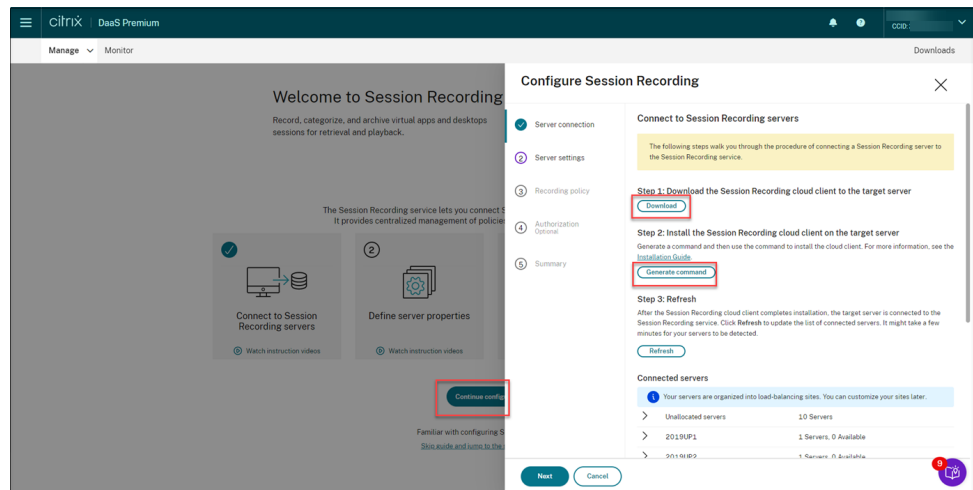 citrix | DaaS Premium
CCID:
Manage
Monitor
Downloads
Welcome to Session Recording
Record, categorize, and archive virtual apps and desktops
sessions for retrieval and playback.
The Session Recording service lets you connect S
It provides centralized management of policie
2
Connect to Session
Recording servers
Watch instruction videos
Define server properties
Watch instruction videos
Continue config
Familiar with configuring S
Skip guide and jump to the
Configure Session Recording
Server connection
2 Server settings
3 Recording policy
4 Authorization
Optional
5 Summary
Connect to Session Recording servers
The following steps walk you through the procedure of connecting a Session Recording server to
the Session Recording service.
Step 1: Download the Session Recording cloud client to the target server
Download
Step 2: Install the Session Recording cloud client on the target server
Generate a command and then use the command to install the cloud client. For more information, see the
Installation Guide.
Generate command
Step 3: Refresh
After the Session Recording cloud client completes installation, the target server is connected to the
Session Recording service. Click Refresh to update the list of connected servers. It might take a few
minutes for your servers to be detected.
Refresh
Connected servers
Your servers are organized into load-balancing sites. You can customize your sites later.
Unallocated servers 10 Servers
2019UP1 1 Servers, 0 Available
2019UP2 1 Servers, 0 Available
Next
Cancel
9